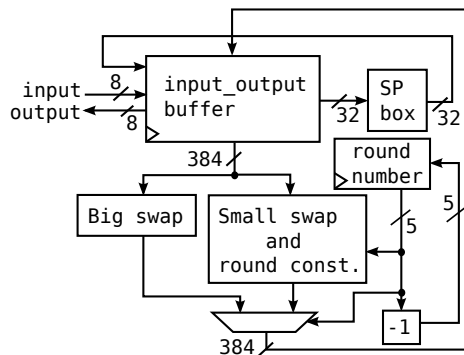 input
output
8
8
input_output
buffer
32
SP
box
32
384
round
number
5
5
Big swap
Small swap
and
round const.
-1
384